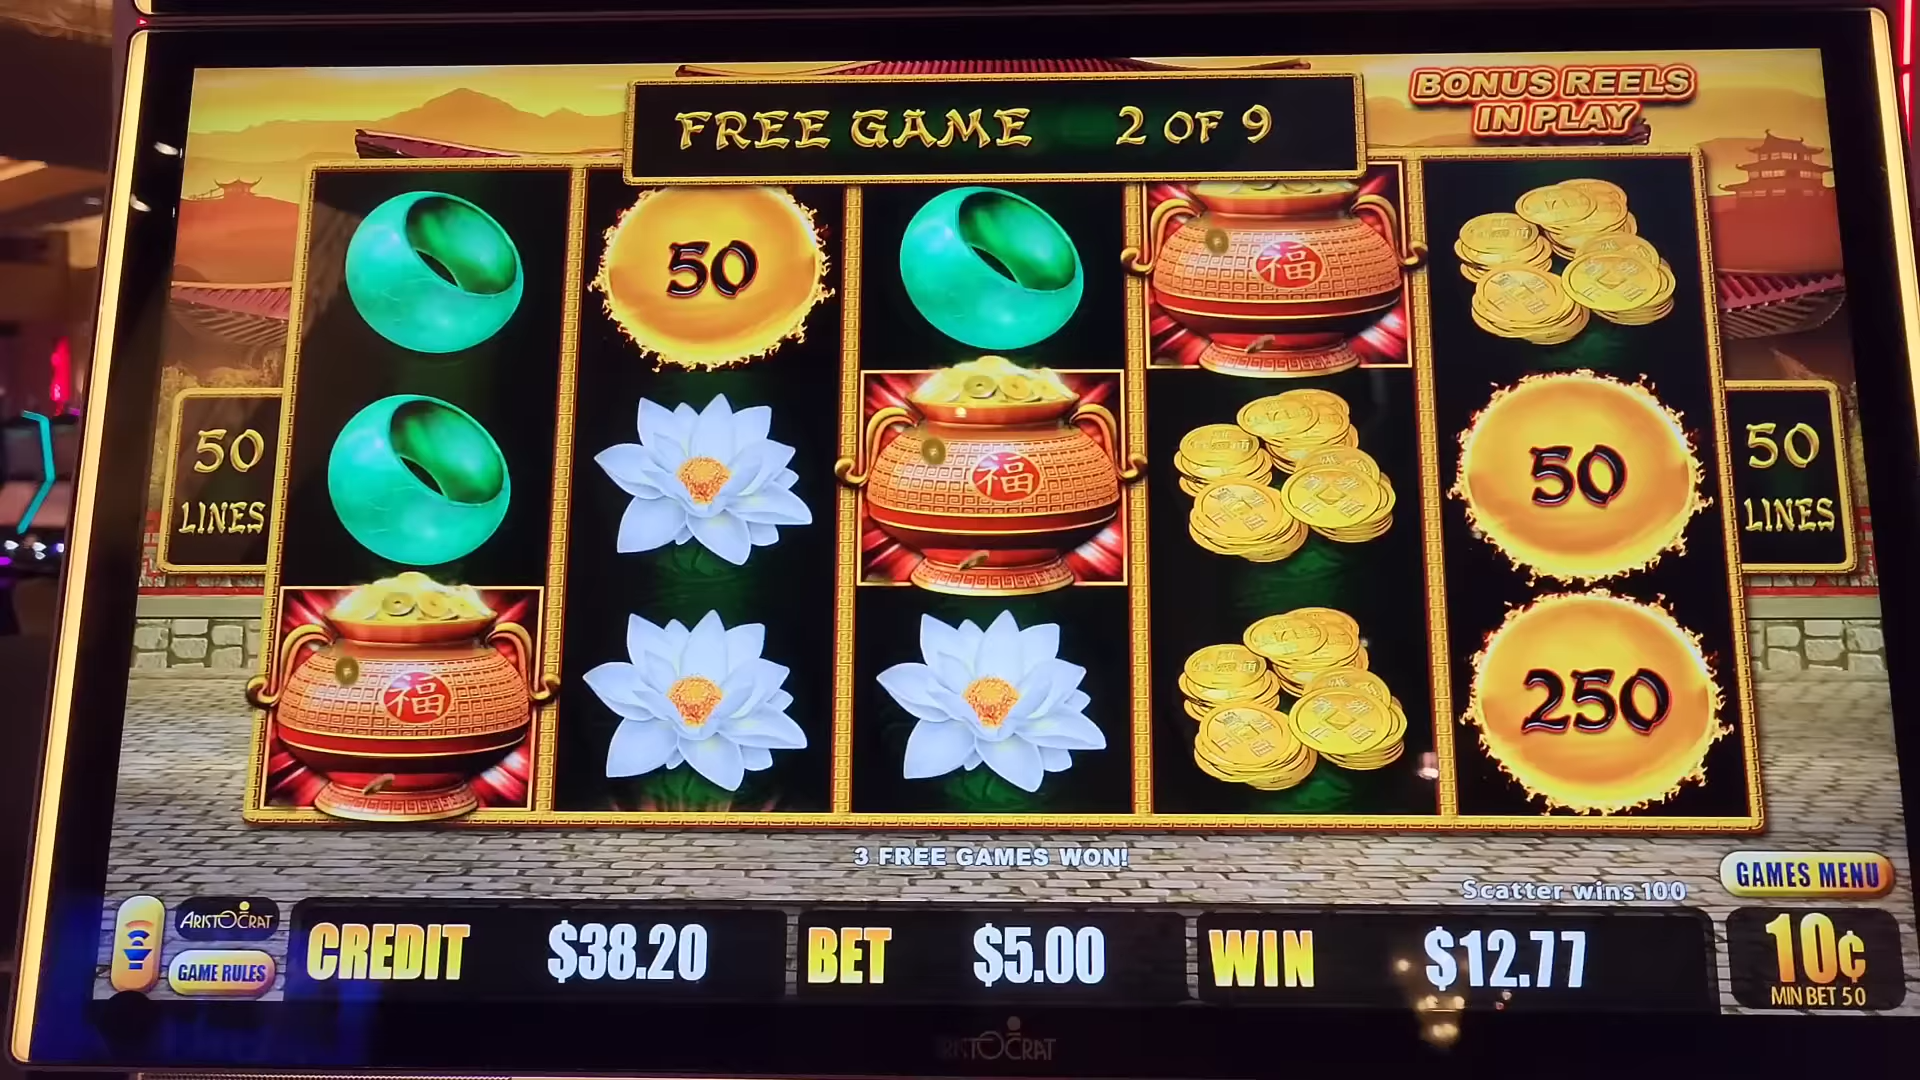 BONUS REELS
IN PLAY
FREE GAME 2 OF 9
50
福
50
LINES
福
50
50
LINES
福
250
3 FREE GAMES WON!
Scatter wins 100
GAMES MENU
ARISTOCRAT
GAME RULES
CREDIT $38.20
BET $5.00
WIN $12.77
10¢
MIN BET 50
ARISTOCRAT